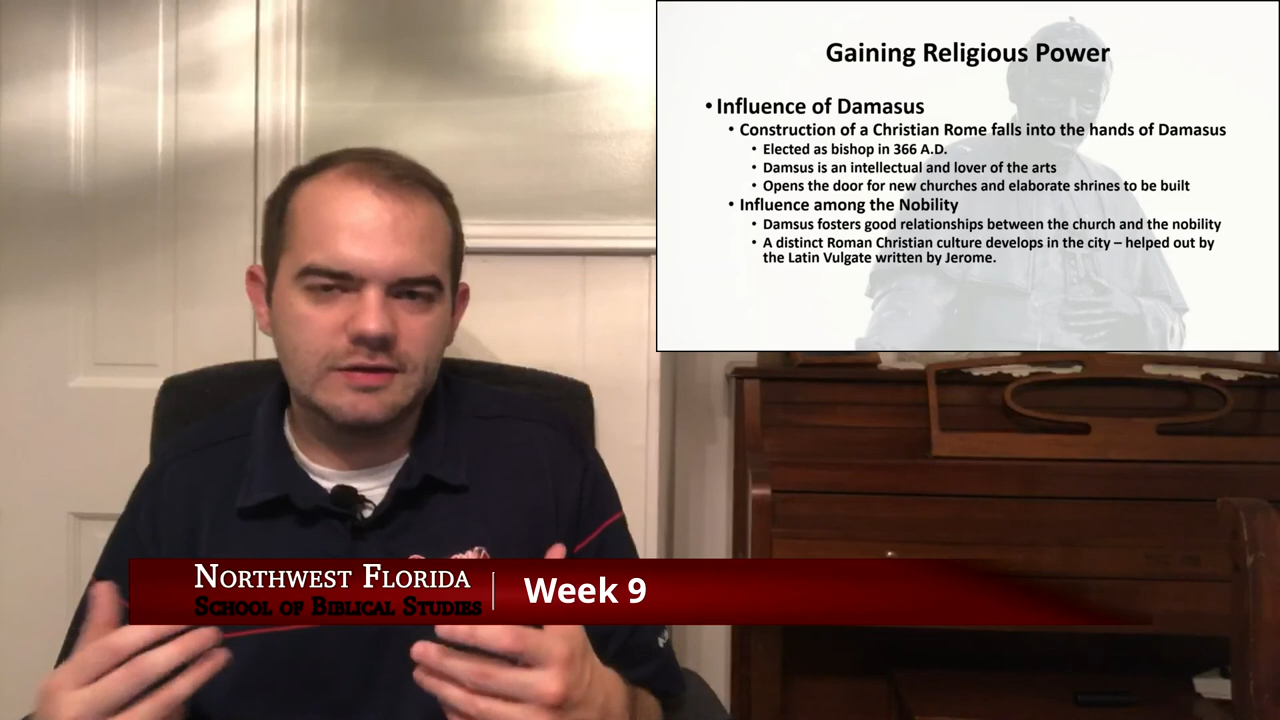 Gaining Religious Power
• Influence of Damasus
• Construction of a Christian Rome falls into the hands of Damasus
• Elected as bishop in 366 A.D.
• Damsus is an intellectual and lover of the arts
• Opens the door for new churches and elaborate shrines to be built
• Influence among the Nobility
• Damsus fosters good relationships between the church and the nobility
• A distinct Roman Christian culture develops in the city – helped out by
the Latin Vulgate written by Jerome.
Northwest Florida
School of Biblical Studies
Week 9